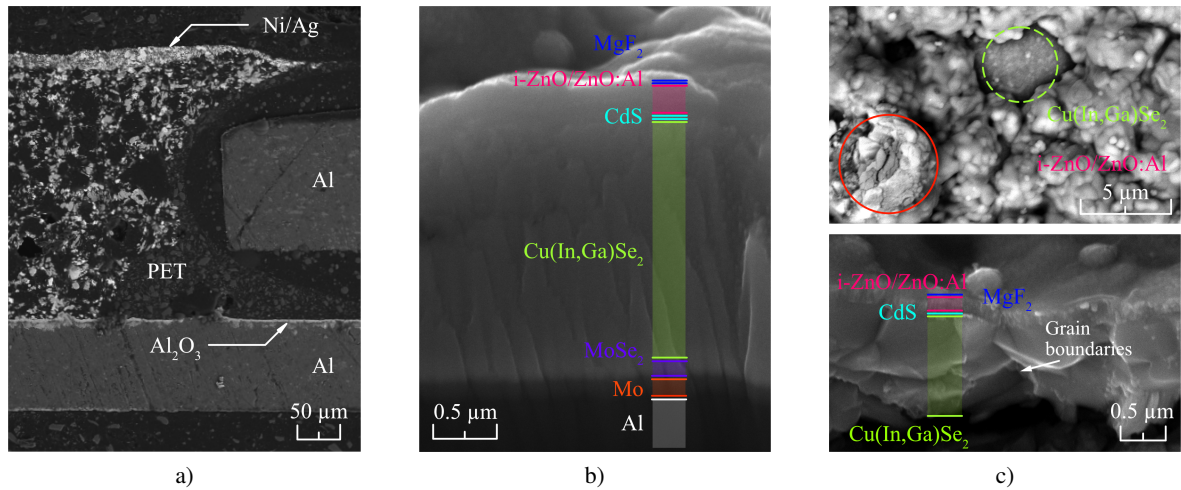 Ni/Ag
Al
PET
Al₂O₃
Al
50 µm
a)
MgF₂
i-ZnO/ZnO:Al
CdS
Cu(In,Ga)Se₂
MoSe₂
Mo
Al
0.5 µm
b)
Cu(In,Ga)Se₂
i-ZnO/ZnO:Al
5 µm
i-ZnO/ZnO:Al
MgF₂
CdS
Grain
boundaries
Cu(In,Ga)Se₂
0.5 µm
c)